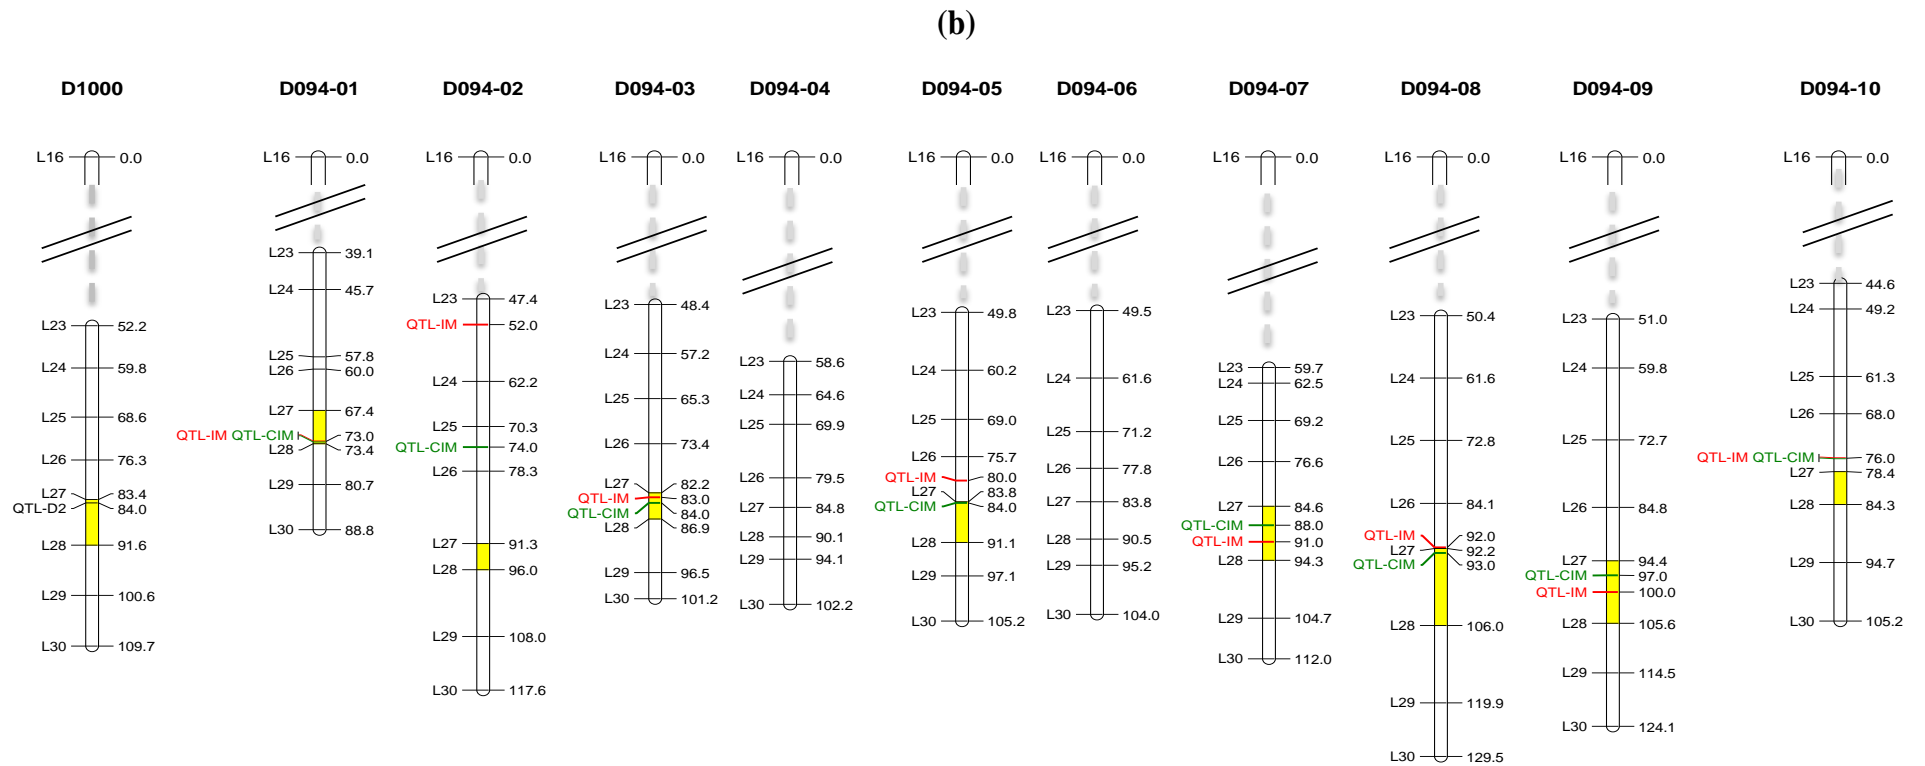 (b)
D1000
L16 0.0
L23 52.2
L24 59.8
L25 68.6
L26 76.3
L27 83.4
QTL-D2 84.0
L28 91.6
L29 100.6
L30 109.7
D094-01
L16 0.0
L23 39.1
L24 45.7
L25 57.8
L26 60.0
L27 67.4
QTL-IM QTL-CIM 73.0
L28 73.4
L29 80.7
L30 88.8
D094-02
L16 0.0
L23 47.4
QTL-IM 52.0
L24 62.2
L25 70.3
QTL-CIM 74.0
L26 78.3
L27 91.3
L28 96.0
L29 108.0
L30 117.6
D094-03
L16 0.0
L23 48.4
L24 57.2
L25 65.3
L26 73.4
L27 82.2
QTL-IM 83.0
QTL-CIM 84.0
L28 86.9
L29 96.5
L30 101.2
D094-04
L16 0.0
L23 58.6
L24 64.6
L25 69.9
L26 79.5
L27 84.8
L28 90.1
L29 94.1
L30 102.2
D094-05
L16 0.0
L23 49.8
L24 60.2
L25 69.0
L26 75.7
QTL-IM 80.0
L27 83.8
QTL-CIM 84.0
L28 91.1
L29 97.1
L30 105.2
D094-06
L16 0.0
L23 49.5
L24 61.6
L25 71.2
L26 77.8
L27 83.8
L28 90.5
L29 95.2
L30 104.0
D094-07
L16 0.0
L23 59.7
L24 62.5
L25 69.2
L26 76.6
L27 84.6
QTL-CIM 88.0
QTL-IM 91.0
L28 94.3
L29 104.7
L30 112.0
D094-08
L16 0.0
L23 50.4
L24 61.6
L25 72.8
L26 84.1
QTL-IM 92.0
L27 92.2
QTL-CIM 93.0
L28 106.0
L29 119.9
L30 129.5
D094-09
L16 0.0
L23 51.0
L24 59.8
L25 72.7
L26 84.8
L27 94.4
QTL-CIM 97.0
QTL-IM 100.0
L28 105.6
L29 114.5
L30 124.1
D094-10
L16 0.0
L23 44.6
L24 49.2
L25 61.3
L26 68.0
QTL-IM QTL-CIM 76.0
L27 78.4
L28 84.3
L29 94.7
L30 105.2